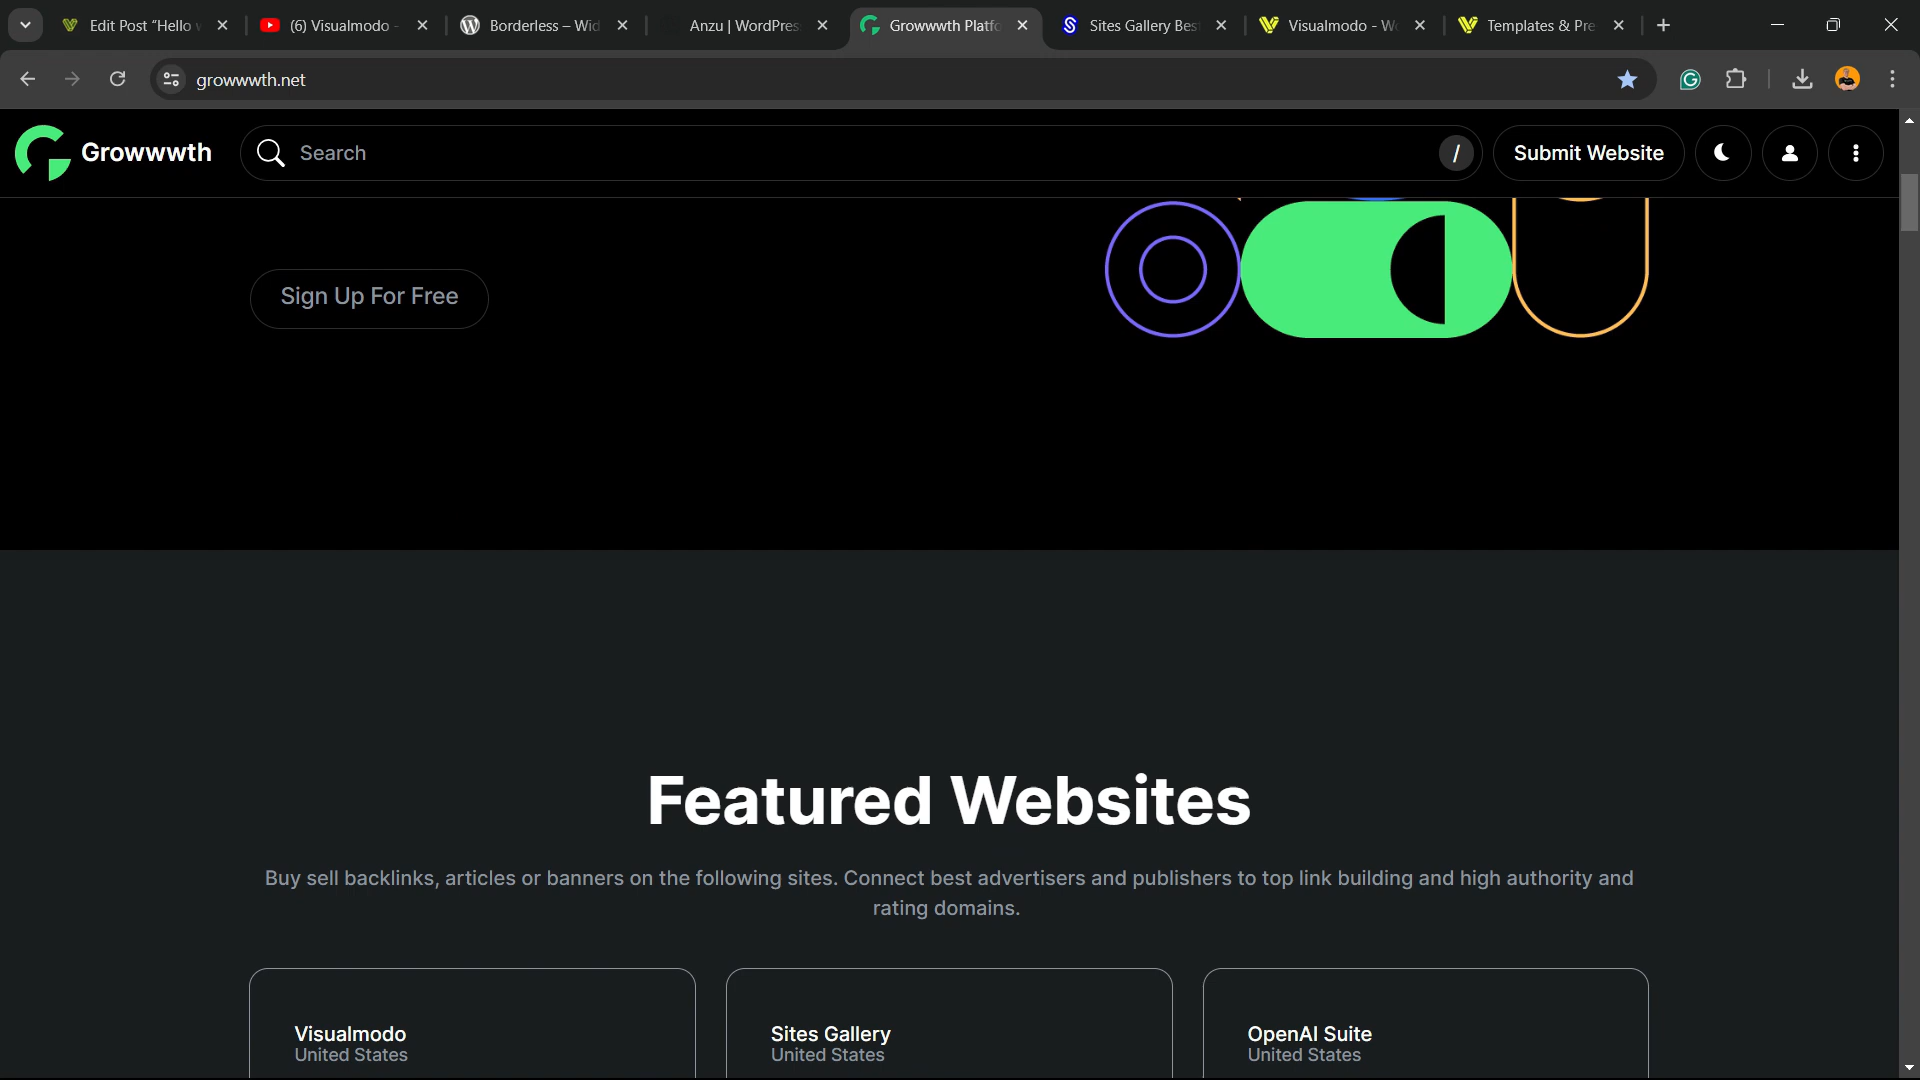 Edit Post "Hello w
(6) Visualmodo -
Borderless – Wid
Anzu | WordPres
Growwwth Platfo
Sites Gallery Bes
Visualmodo - Wo
Templates & Pre
growwwth.net
Growwwth
Search
/
Submit Website
Sign Up For Free
Featured Websites
Buy sell backlinks, articles or banners on the following sites. Connect best advertisers and publishers to top link building and high authority and
rating domains.
Visualmodo
United States
Sites Gallery
United States
OpenAI Suite
United States